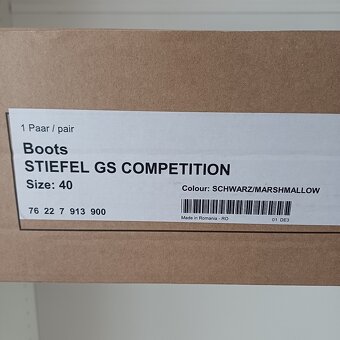 1 Paar / pair
Boots
STIEFEL GS COMPETITION
Size: 40
Colour: SCHWARZ/MARSHMALLOW
76 22 7 913 900
Made in Romania - RO
01 DE3